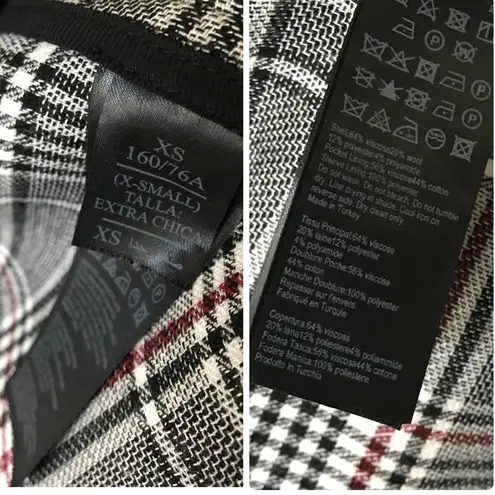 XS
160/76A
(X-SMALL)
TALLA:
EXTRA CHIC
XS
Shell:64% viscose20% wool
12% polyester4% polyamide
Pocket Lining:56% viscose44% cotton
Sleeve Lining:100% polyester
Do not wash. Do not bleach. Do not tumble
dry. Line drying in shade. Cool iron on
reverse side. Dry clean only.
Made in Turkey
Tissu Principal:64% viscose
20% laine12% polyester
4% polyamide
Doublure Poche:56% viscose
44% coton
Manche Doublure:100% polyester
Repasser sur l'envers.
Fabriqué en Turquie
Copertura:64% viscosa
20% lana12% poliestere4% poliammide
Fodera Tasca:56% viscosa44% cotone
Fodera Manica:100% poliestere
Prodotto in Turchia